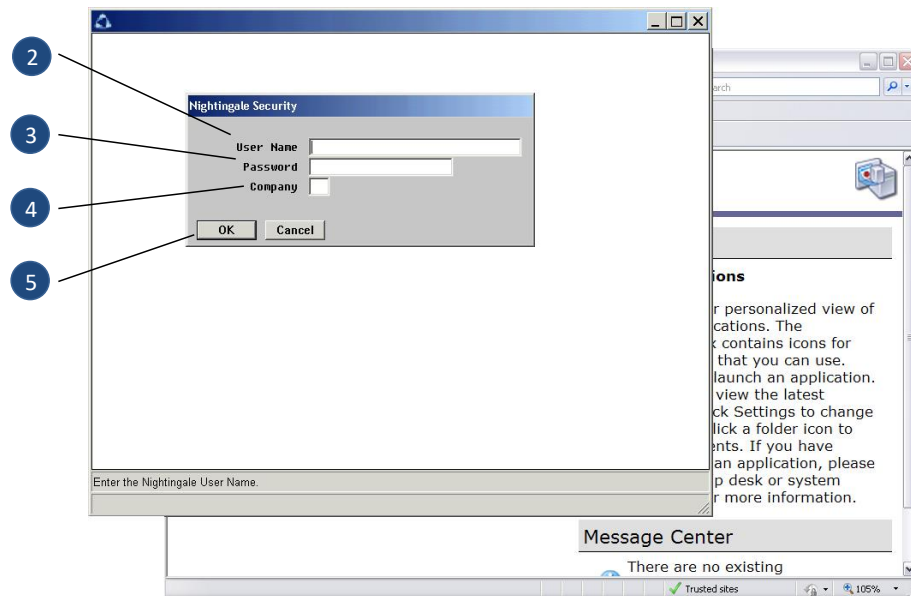 2
3
4
5
Nightingale Security
User Name
Password
Company
OK Cancel
Enter the Nightingale User Name.
arch
ions
r personalized view of
cations. The
x contains icons for
that you can use.
launch an application.
view the latest
ck Settings to change
lick a folder icon to
ents. If you have
an application, please
p desk or system
r more information.
Message Center
There are no existing
Trusted sites
105%